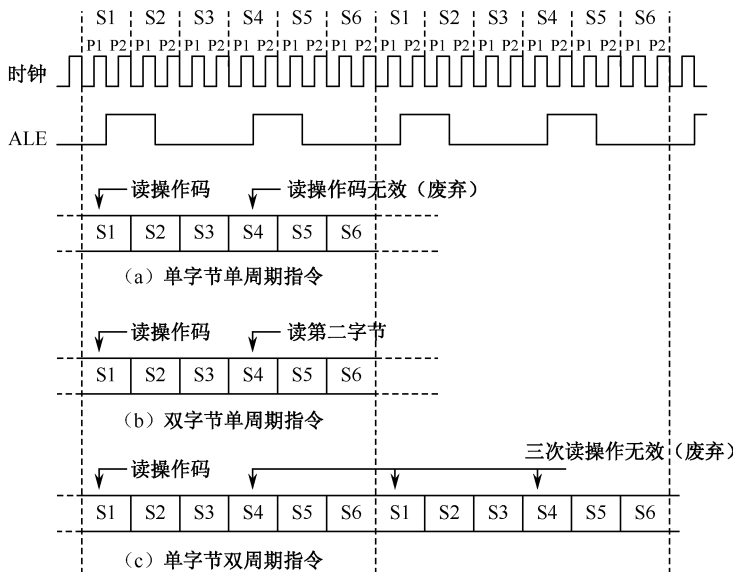 S1 S2 S3 S4 S5 S6 S1 S2 S3 S4 S5 S6
P1 P2 P1 P2 P1 P2 P1 P2 P1 P2 P1 P2 P1 P2 P1 P2 P1 P2 P1 P2 P1 P2 P1 P2
时钟
ALE
读操作码 读操作码无效（废弃）
S1 S2 S3 S4 S5 S6
（a）单字节单周期指令
读操作码 读第二字节
S1 S2 S3 S4 S5 S6
（b）双字节单周期指令
三次读操作无效（废弃）
读操作码
S1 S2 S3 S4 S5 S6 S1 S2 S3 S4 S5 S6
（c）单字节双周期指令